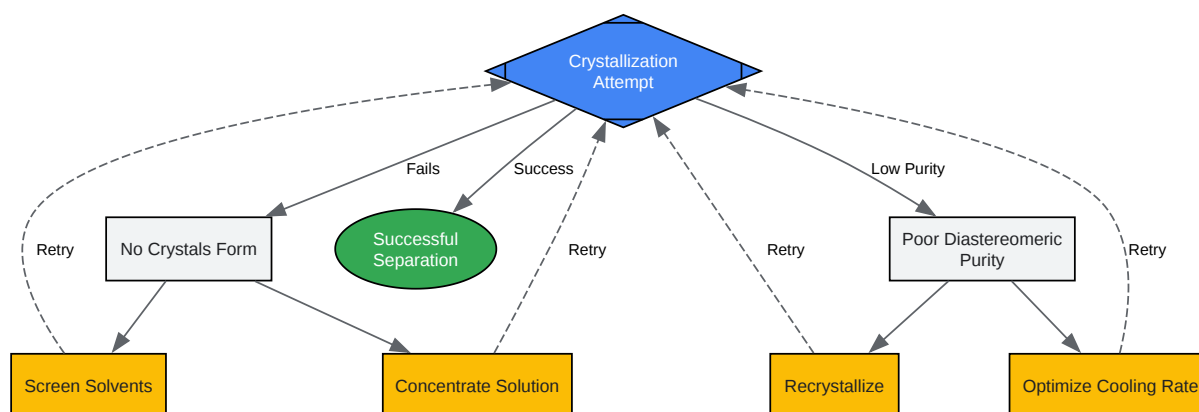 Crystallization
Attempt
Fails
Success
Low Purity
No Crystals Form
Successful
Separation
Poor Diastereomeric
Purity
Retry
Retry
Retry
Retry
Screen Solvents
Concentrate Solution
Recrystallize
Optimize Cooling Rate